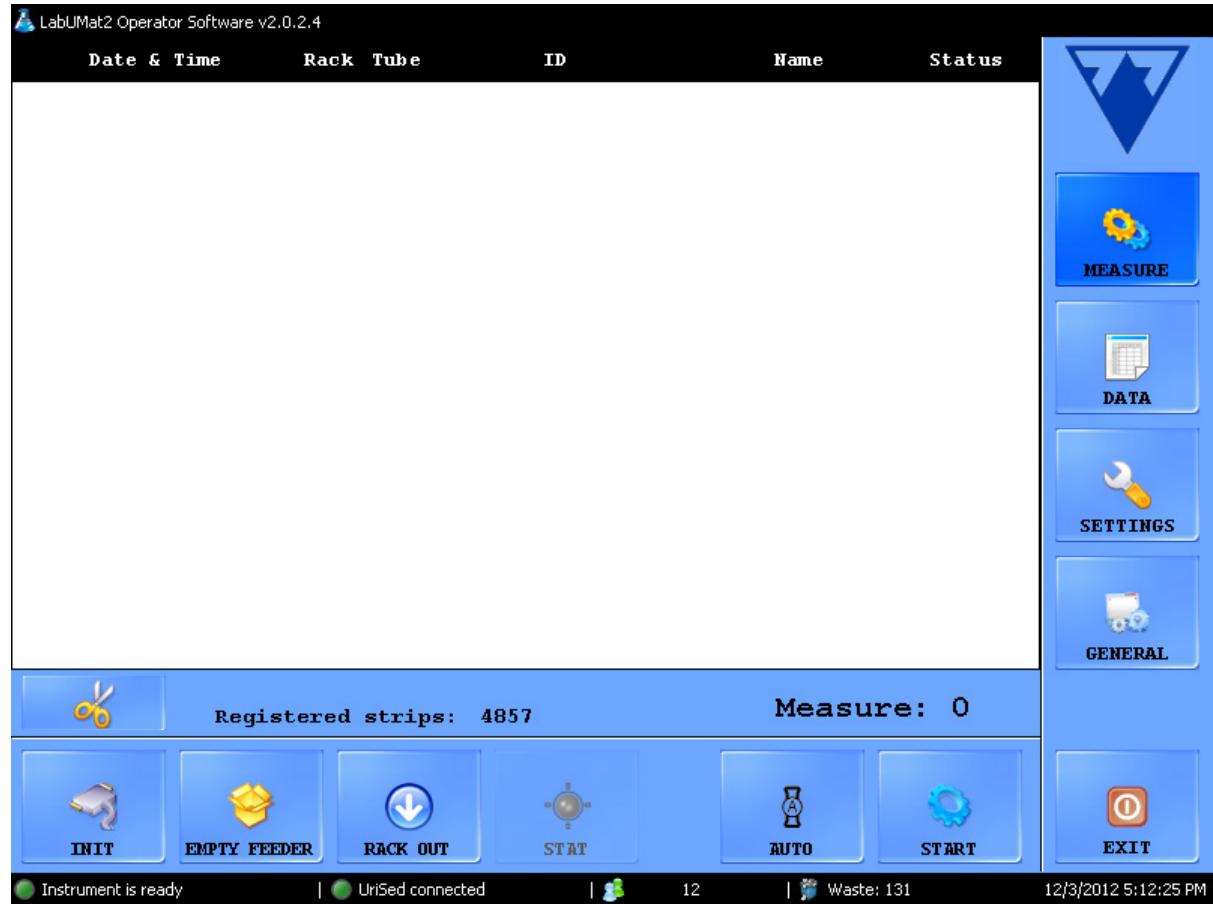 LabUMat2 Operator Software v2.0.2.4
Date & Time Rack Tube ID Name Status
MEASURE
DATA
SETTINGS
GENERAL
Registered strips: 4857 Measure: 0
INIT EMPTY FEEDER RACK OUT STAT AUTO START EXIT
Instrument is ready | UriSed connected | 12 | Waste: 131 12/3/2012 5:12:25 PM